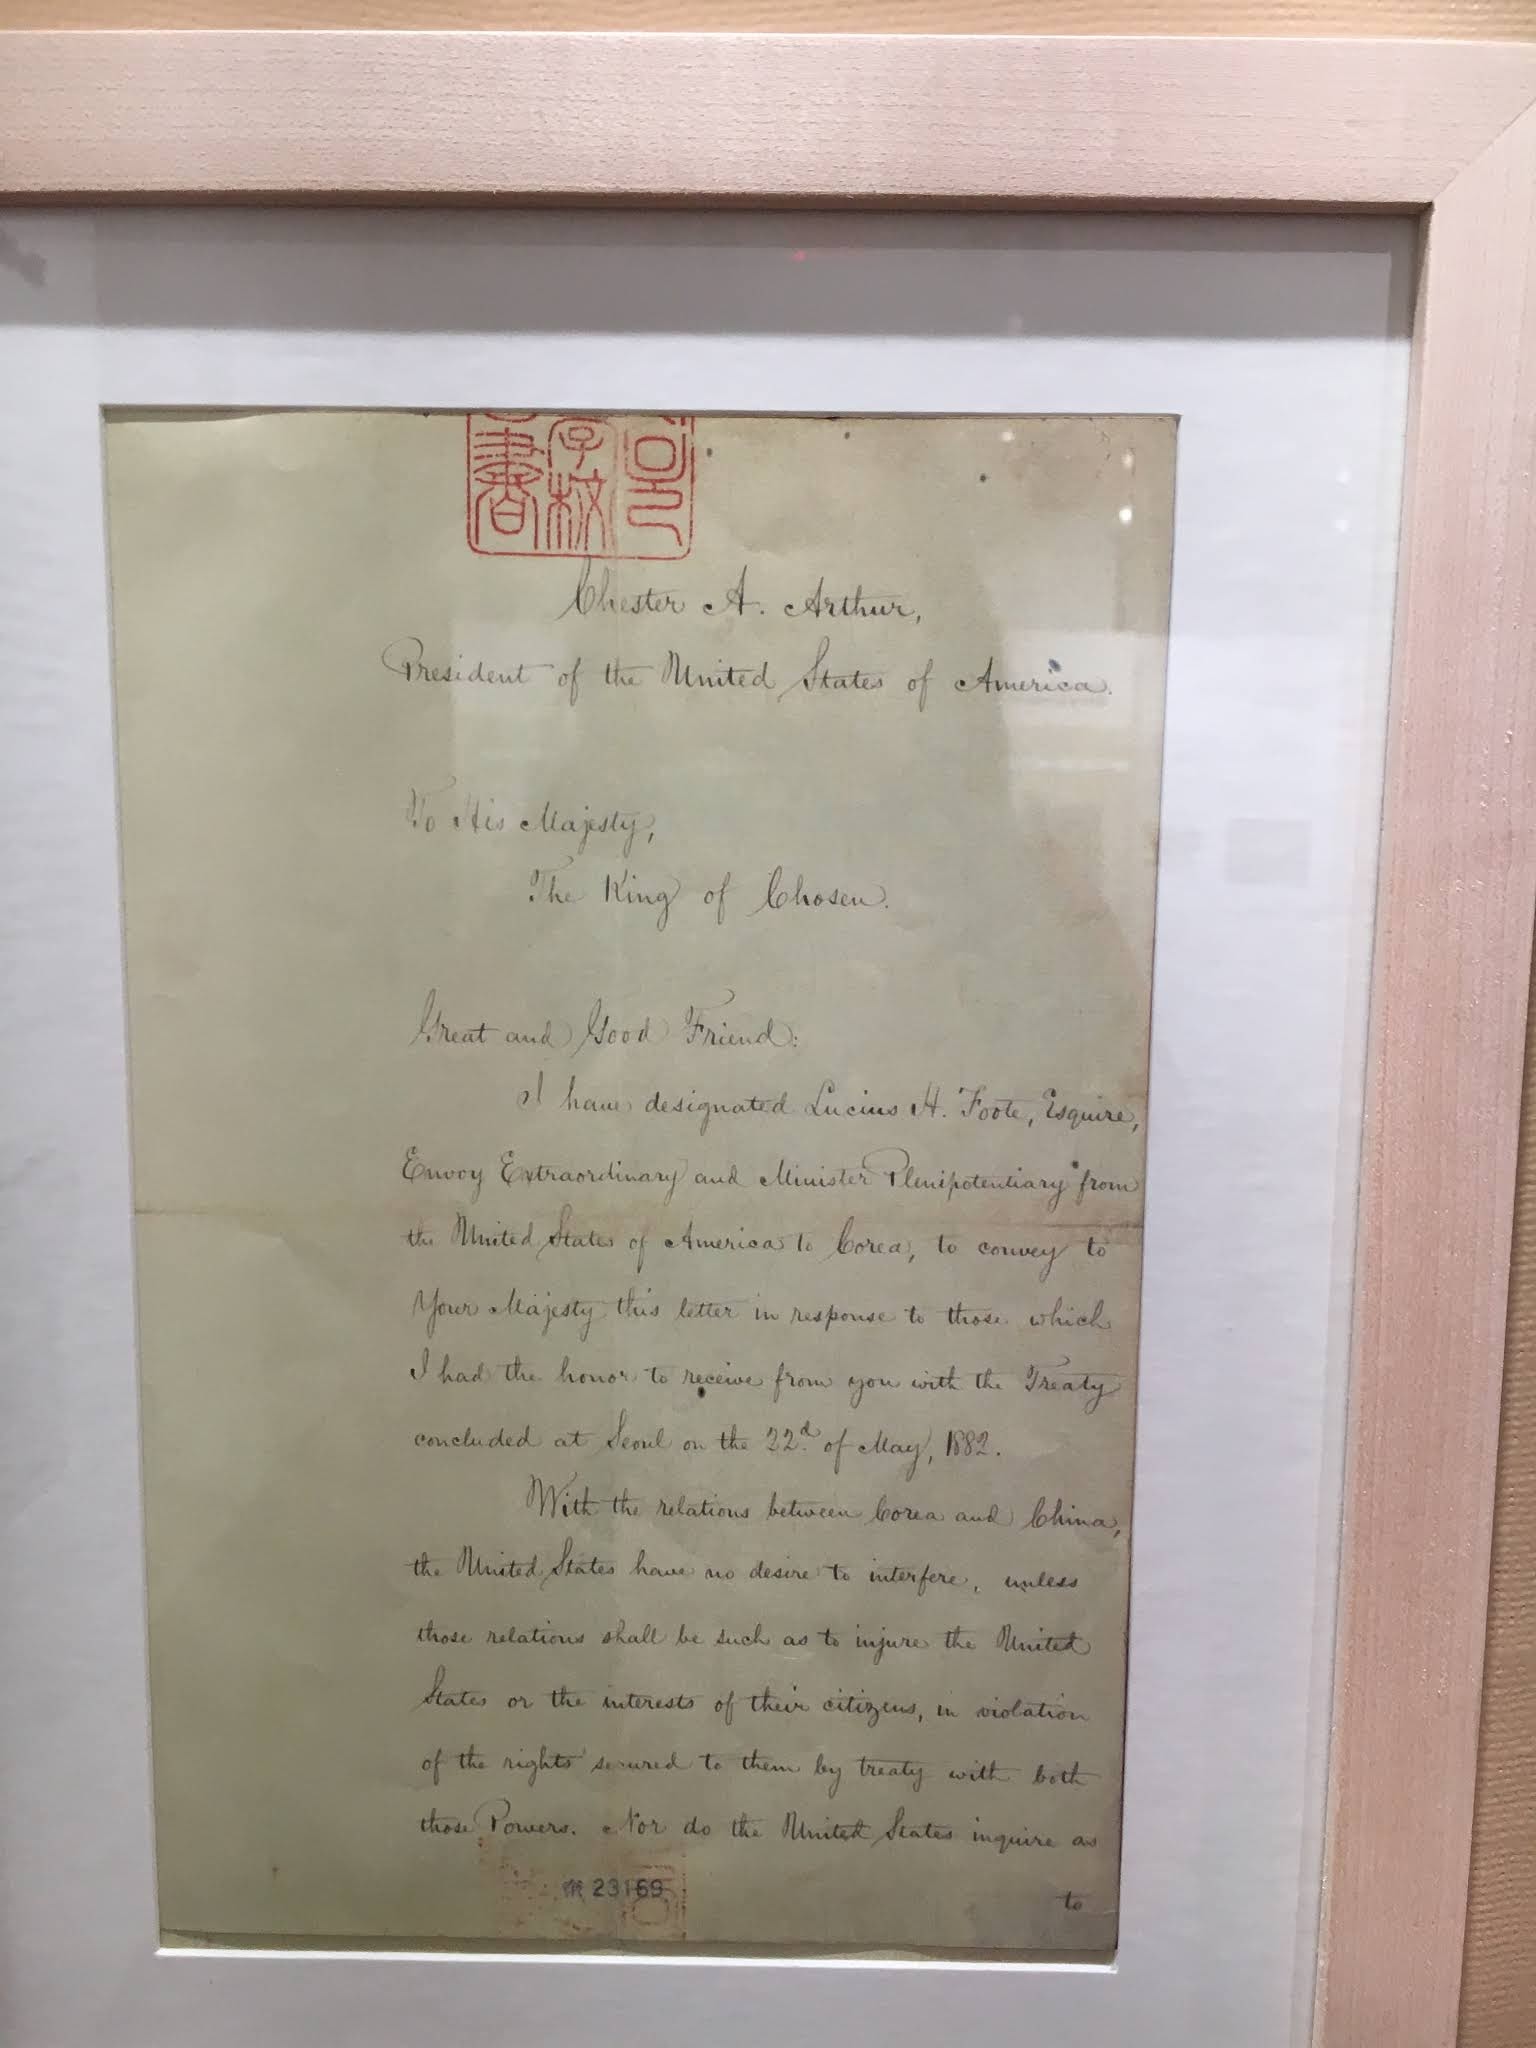 書 学校
Chester A. Arthur,
President of the United States of America.
To His Majesty,
The King of Chosen.
Great and Good Friend:
I have designated Lucius H. Foote, Esquire,
Envoy Extraordinary and Minister Plenipotentiary from
the United States of America to Corea, to convey to
Your Majesty this letter in response to those which
I had the honor to receive from you with the Treaty
concluded at Seoul on the 22d. of May, 1882.
With the relations between Corea and China,
the United States have no desire to interfere, unless
those relations shall be such as to injure the United
States or the interests of their citizens, in violation
of the rights secured to them by treaty with both
those Powers. Nor do the United States inquire as
23169
to